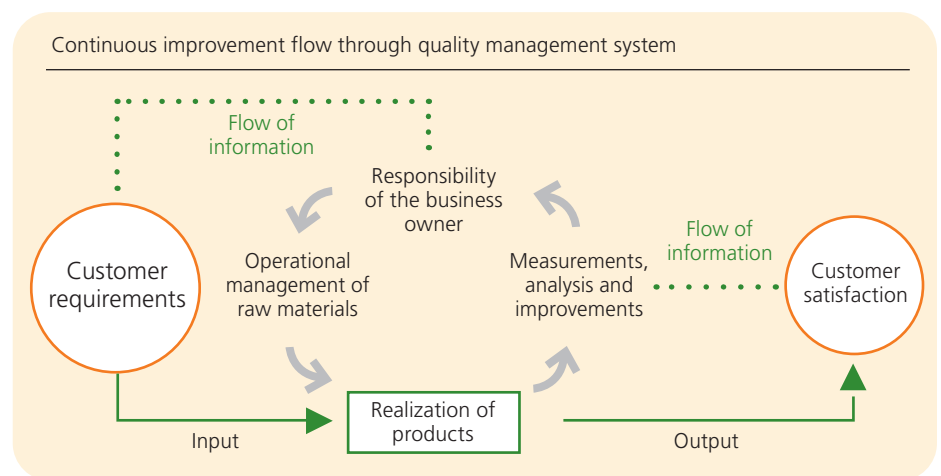 Continuous improvement flow through quality management system
Flow of
information
Responsibility
of the business
owner
Flow of
information
Customer
requirements
Operational
management of
raw materials
Measurements,
analysis and
improvements
Customer
satisfaction
Realization of
products
Input
Output